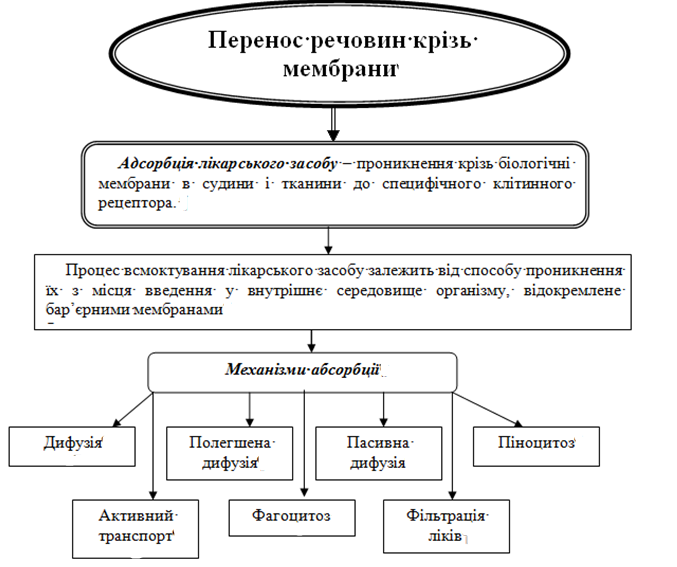 Перенос речовин крізь
мембрани
Адсорбція лікарського засобу – проникнення крізь біологічні
мембрани в судини і тканини до специфічного клітинного
рецептора.
Процес всмоктування лікарського засобу залежить від способу проникнення
їх з місця введення у внутрішнє середовище організму, відокремлене
бар’єрними мембранами
Механізми абсорбції
Дифузія
Полегшена
дифузія
Пасивна
дифузія
Піноцитоз
Активний
транспорт
Фагоцитоз
Фільтрація
ліків